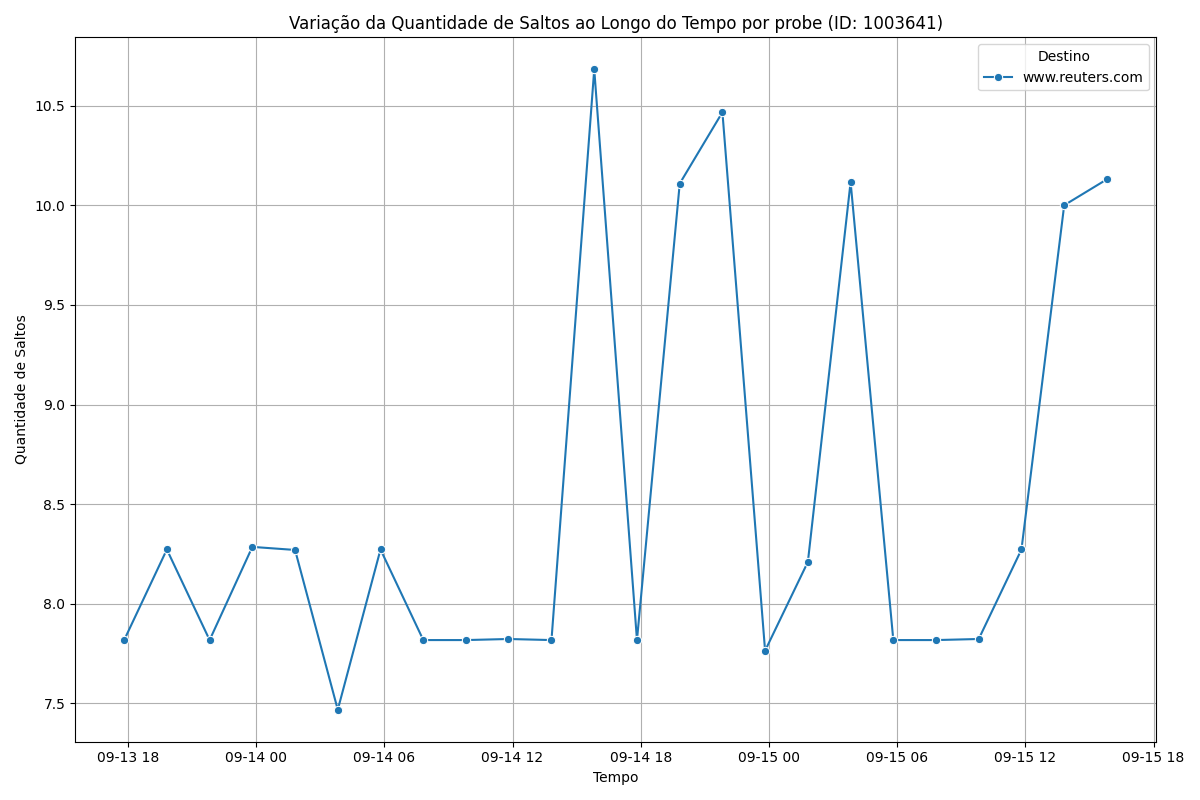 Variação da Quantidade de Saltos ao Longo do Tempo por probe (ID: 1003641)
Destino
www.reuters.com
Quantidade de Saltos
10.5
10.0
9.5
9.0
8.5
8.0
7.5
09-13 18 09-14 00 09-14 06 09-14 12 09-14 18 09-15 00 09-15 06 09-15 12 09-15 18
Tempo